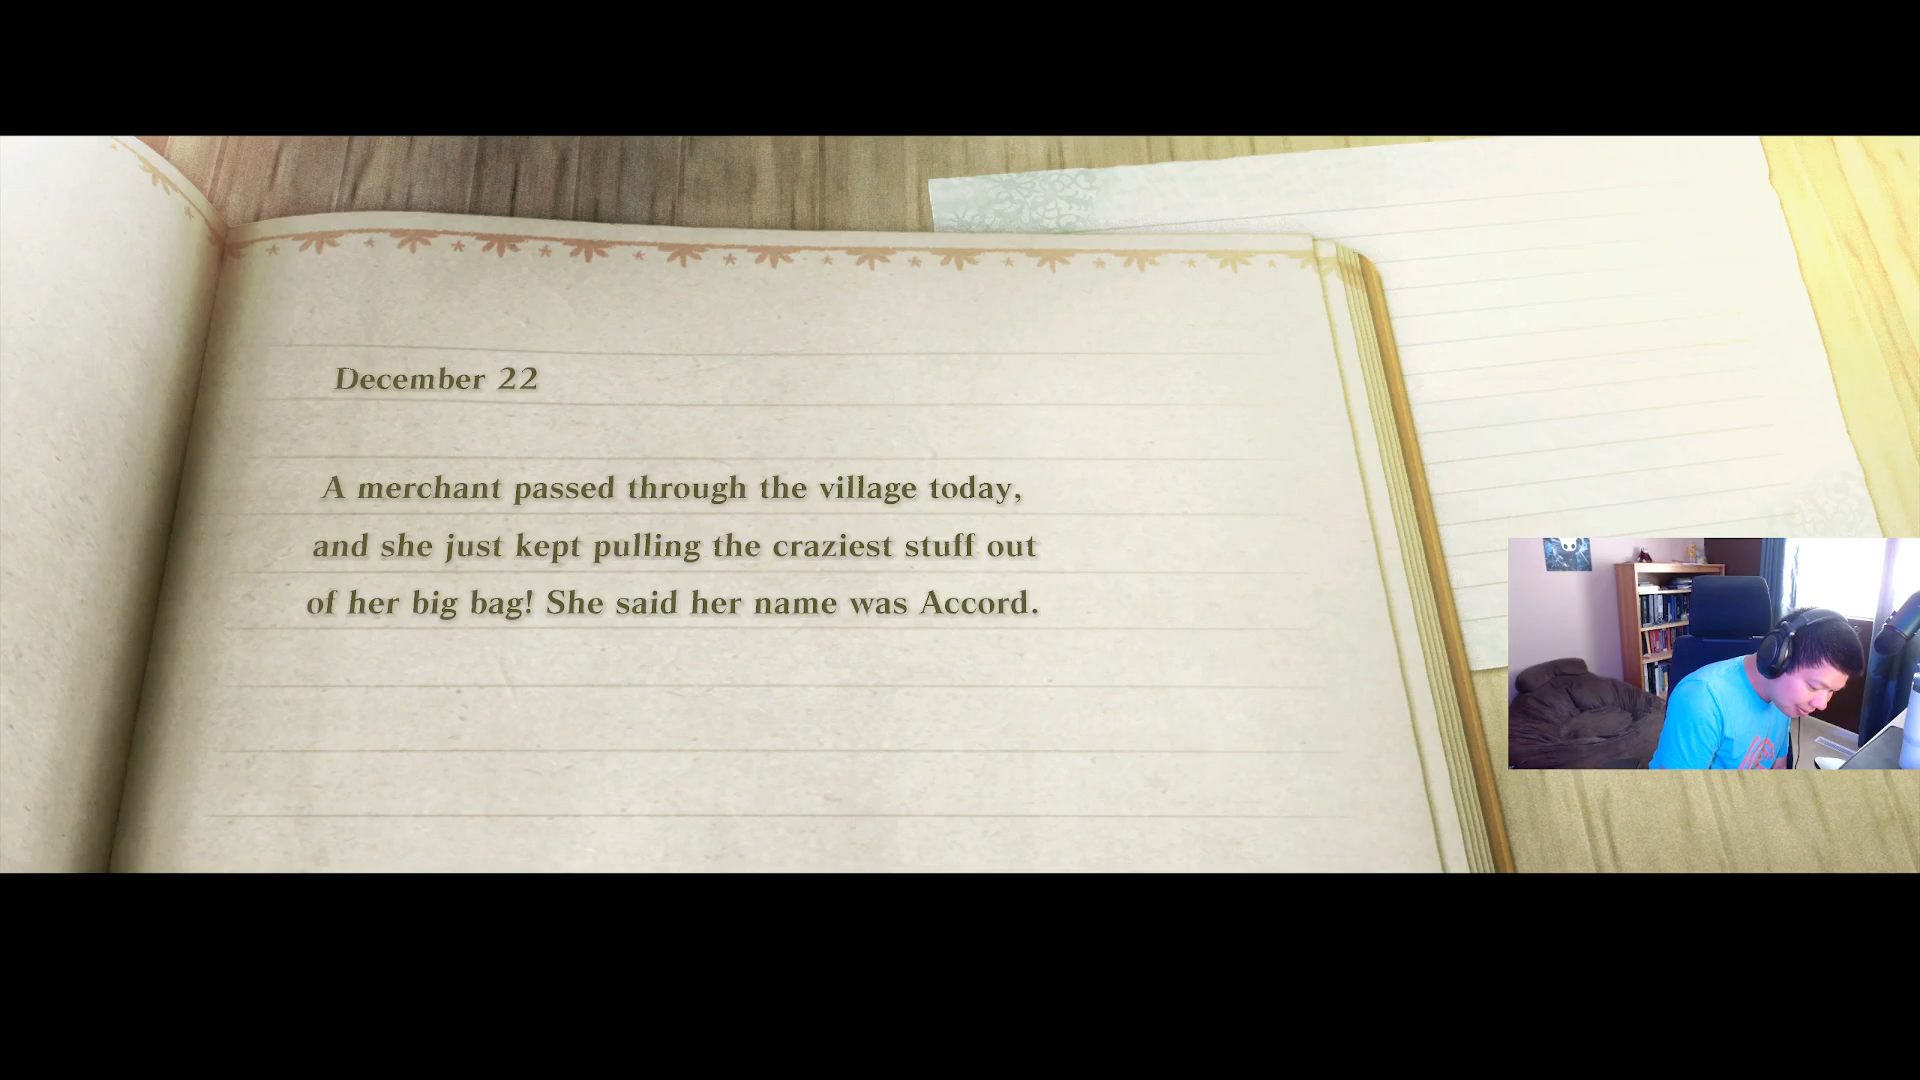 December 22
A merchant passed through the village today,
and she just kept pulling the craziest stuff out
of her big bag! She said her name was Accord.